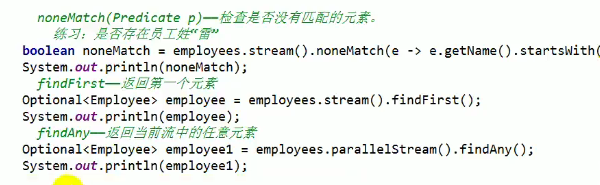 noneMatch(Predicate p)——检查是否没有匹配的元素。
练习：是否存在员工姓“雷”
boolean noneMatch = employees.stream().noneMatch(e -> e.getName().startsWith(
System.out.println(noneMatch);
findFirst——返回第一个元素
Optional<Employee> employee = employees.stream().findFirst();
System.out.println(employee);
findAny——返回当前流中的任意元素
Optional<Employee> employee1 = employees.parallelStream().findAny();
System.out.println(employee1);